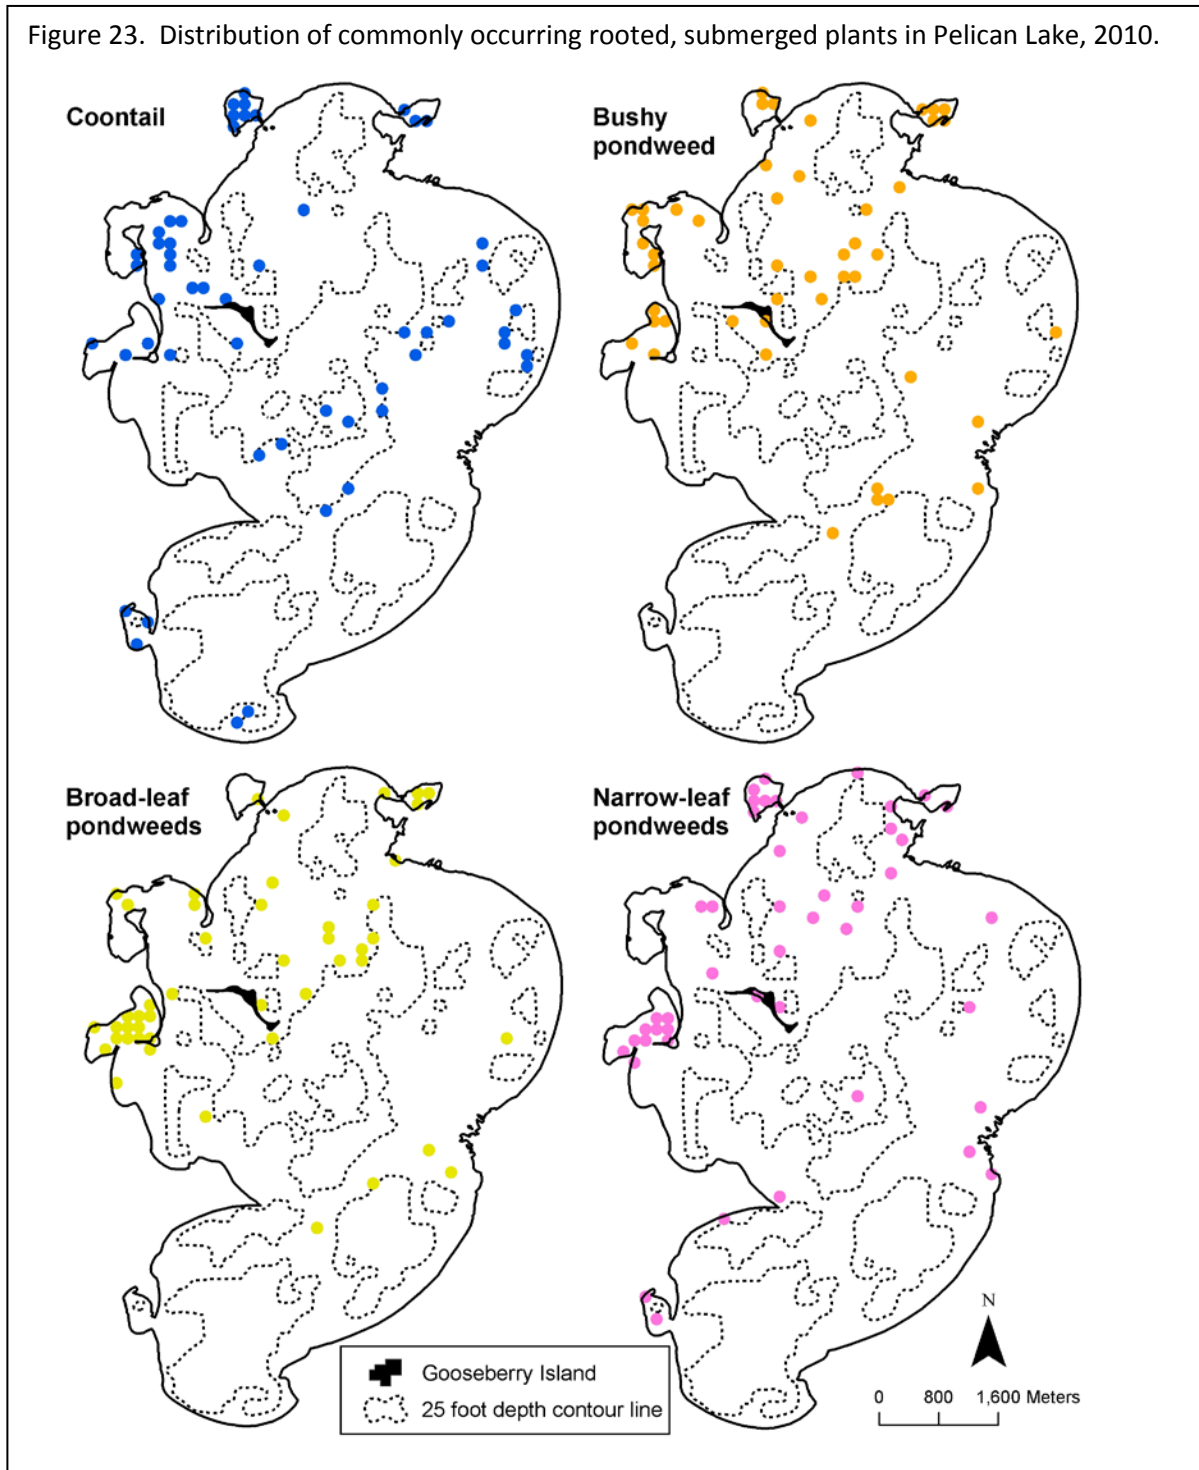 Figure 23.  Distribution of commonly occurring rooted, submerged plants in Pelican Lake, 2010.
Coontail
Bushy
pondweed
Broad-leaf
pondweeds
Narrow-leaf
pondweeds
Gooseberry Island
25 foot depth contour line
N
0 800 1,600 Meters